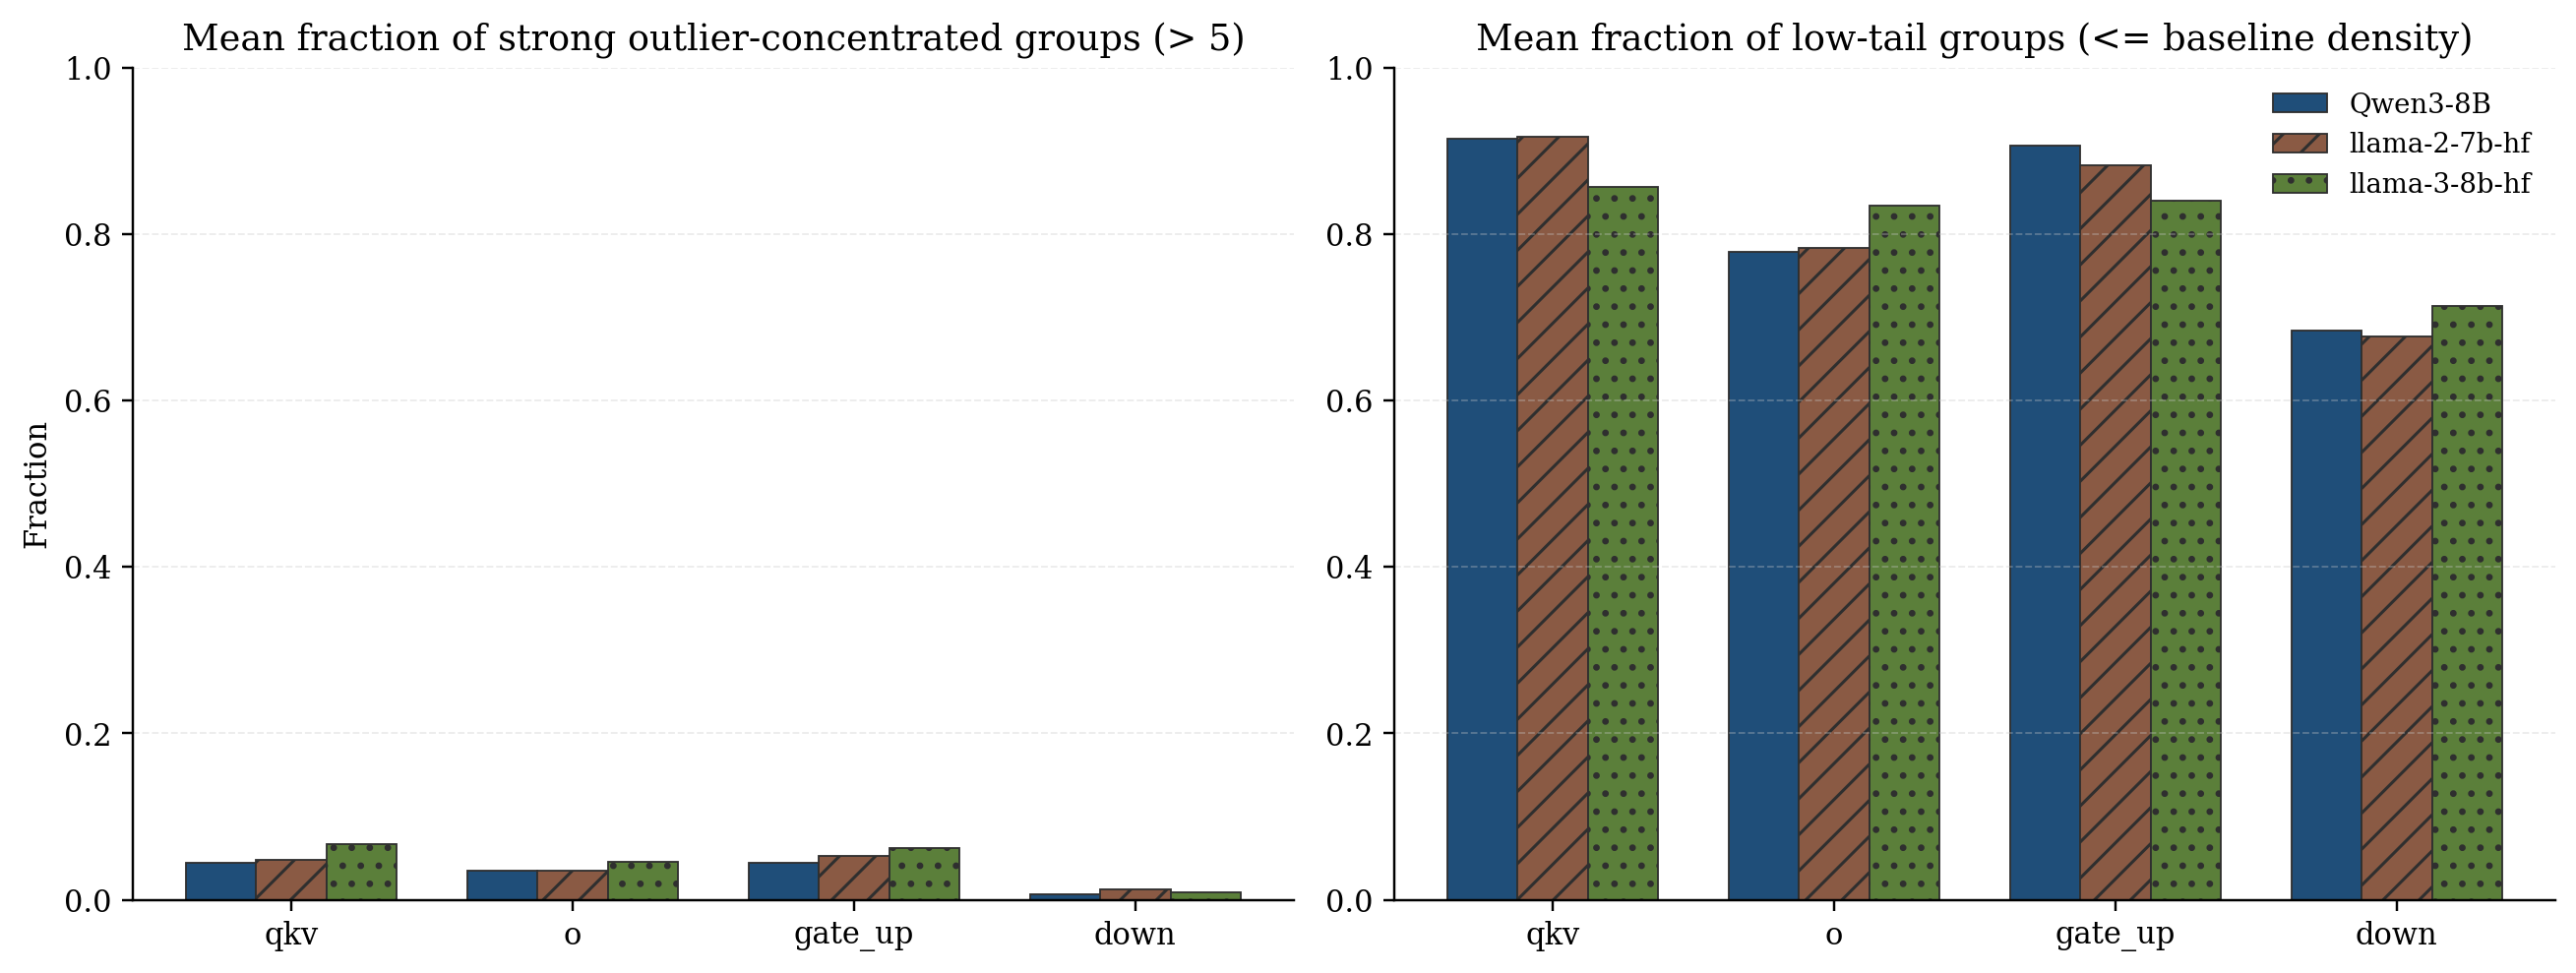 Mean fraction of strong outlier-concentrated groups (> 5)
1.0
0.8
0.6
0.4
0.2
0.0
Fraction
qkv
o
gate_up
down
Mean fraction of low-tail groups (<= baseline density)
1.0
0.8
0.6
0.4
0.2
0.0
Qwen3-8B
llama-2-7b-hf
llama-3-8b-hf
qkv
o
gate_up
down